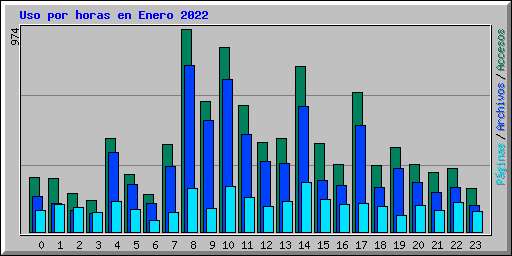 Uso por horas en Enero 2022
974
Páginas / Archivos / Accesos
0 1 2 3 4 5 6 7 8 9 10 11 12 13 14 15 16 17 18 19 20 21 22 23